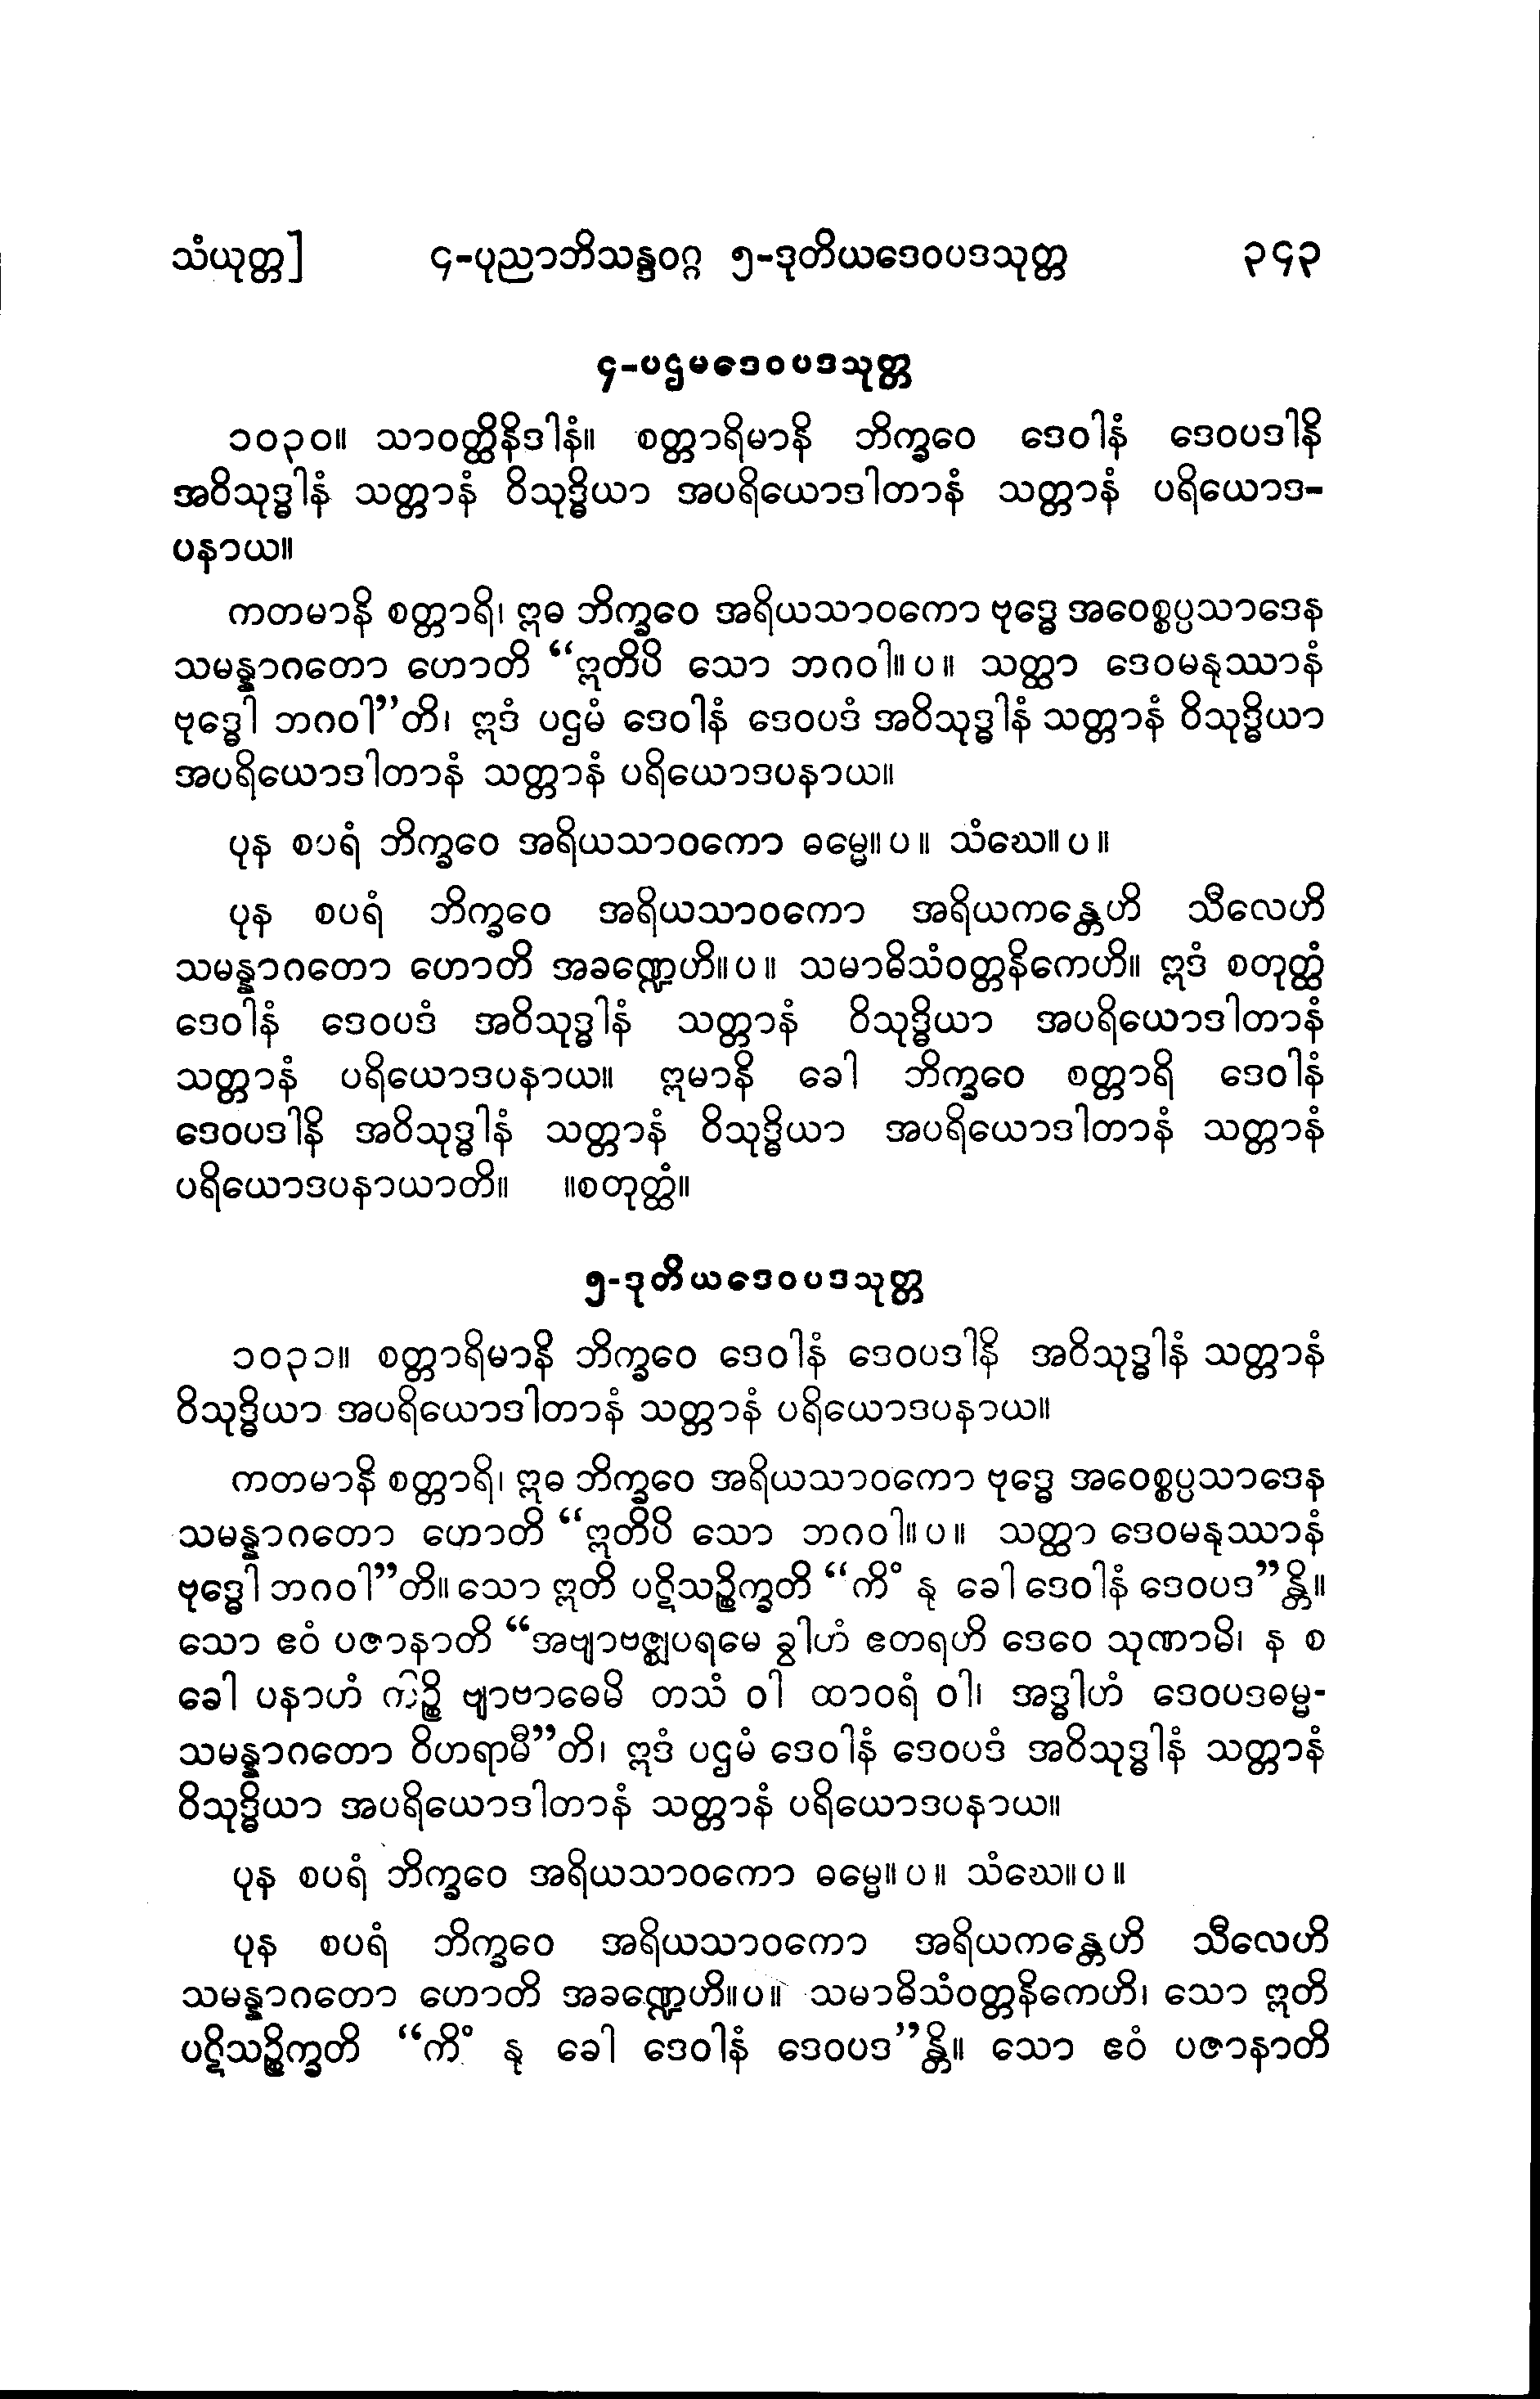 သံယုတ္တ] ၄-ပုညာဘိသန္ဒဝဂ္ဂ ၅-ဒုတိယဒေဝပဒသုတ္တ ၃၄၃
၄-ပဌမဒေဝပဒသုတ္တ
၁၀၃၀။ သာဝတ္ထိနိဒါနံ။ စတ္တာရိမာနိ ဘိက္ခဝေ ဒေဝါနံ ဒေဝပဒါနိ
အဝိသုဒ္ဓါနံ သတ္တာနံ ဝိသုဒ္ဓိယာ အပရိယောဒါတာနံ သတ္တာနံ ပရိယောဒ-
ပနာယ။
ကတမာနိ စတ္တာရိ၊ ဣဓ ဘိက္ခဝေ အရိယသာဝကော ဗုဒ္ဓေ အဝေစ္စပ္ပသာဒေန
သမန္နာဂတော ဟောတိ “ဣတိပိ သော ဘဂဝါ။ပ။ သတ္ထာ ဒေဝမနုဿာနံ
ဗုဒ္ဓေါ ဘဂဝါ”တိ၊ ဣဒံ ပဌမံ ဒေဝါနံ ဒေဝပဒံ အဝိသုဒ္ဓါနံ သတ္တာနံ ဝိသုဒ္ဓိယာ
အပရိယောဒါတာနံ သတ္တာနံ ပရိယောဒပနာယ။
ပုန စပရံ ဘိက္ခဝေ အရိယသာဝကော ဓမ္မေ။ပ။ သံဃေ။ပ။
ပုန စပရံ ဘိက္ခဝေ အရိယသာဝကော အရိယကန္တေဟိ သီလေဟိ
သမန္နာဂတော ဟောတိ အခဏ္ဍေဟိ။ပ။ သမာဓိသံဝတ္တနိကေဟိ။ ဣဒံ စတုတ္ထံ
ဒေဝါနံ ဒေဝပဒံ အဝိသုဒ္ဓါနံ သတ္တာနံ ဝိသုဒ္ဓိယာ အပရိယောဒါတာနံ
သတ္တာနံ ပရိယောဒပနာယ။ ဣမာနိ ခေါ ဘိက္ခဝေ စတ္တာရိ ဒေဝါနံ
ဒေဝပဒါနိ အဝိသုဒ္ဓါနံ သတ္တာနံ ဝိသုဒ္ဓိယာ အပရိယောဒါတာနံ သတ္တာနံ
ပရိယောဒပနာယာတိ။ ။စတုတ္ထံ။
၅-ဒုတိယဒေဝပဒသုတ္တ
၁၀၃၁။ စတ္တာရိမာနိ ဘိက္ခဝေ ဒေဝါနံ ဒေဝပဒါနိ အဝိသုဒ္ဓါနံ သတ္တာနံ
ဝိသုဒ္ဓိယာ အပရိယောဒါတာနံ သတ္တာနံ ပရိယောဒပနာယ။
ကတမာနိ စတ္တာရိ၊ ဣဓ ဘိက္ခဝေ အရိယသာဝကော ဗုဒ္ဓေ အဝေစ္စပ္ပသာဒေန
သမန္နာဂတော ဟောတိ “ဣတိပိ သော ဘဂဝါ။ပ။ သတ္ထာ ဒေဝမနုဿာနံ
ဗုဒ္ဓေါ ဘဂဝါ”တိ။ သော ဣတိ ပဋိသဉ္စိက္ခတိ “ကိံ နု ခေါ ဒေဝါနံ ဒေဝပဒ”န္တိ။
သော ဧဝံ ပဇာနာတိ “အဗျာဗဇ္ဈပရမေ ခွါဟံ ဧတရဟိ ဒေဝေ သုဏာမိ၊ န စ
ခေါ ပနာဟံ ကိဉ္စိ ဗျာဗာဓေမိ တသံ ဝါ ထာဝရံ ဝါ၊ အဒ္ဓါဟံ ဒေဝပဒဓမ္မ-
သမန္နာဂတော ဝိဟရာမီ”တိ၊ ဣဒံ ပဌမံ ဒေဝါနံ ဒေဝပဒံ အဝိသုဒ္ဓါနံ သတ္တာနံ
ဝိသုဒ္ဓိယာ အပရိယောဒါတာနံ သတ္တာနံ ပရိယောဒပနာယ။
ပုန စပရံ ဘိက္ခဝေ အရိယသာဝကော ဓမ္မေ။ပ။ သံဃေ။ပ။
ပုန စပရံ ဘိက္ခဝေ အရိယသာဝကော အရိယကန္တေဟိ သီလေဟိ
သမန္နာဂတော ဟောတိ အခဏ္ဍေဟိ။ပ။ သမာဓိသံဝတ္တနိကေဟိ၊ သော ဣတိ
ပဋိသဉ္စိက္ခတိ “ကိံ နု ခေါ ဒေဝါနံ ဒေဝပဒ”န္တိ။ သော ဧဝံ ပဇာနာတိ